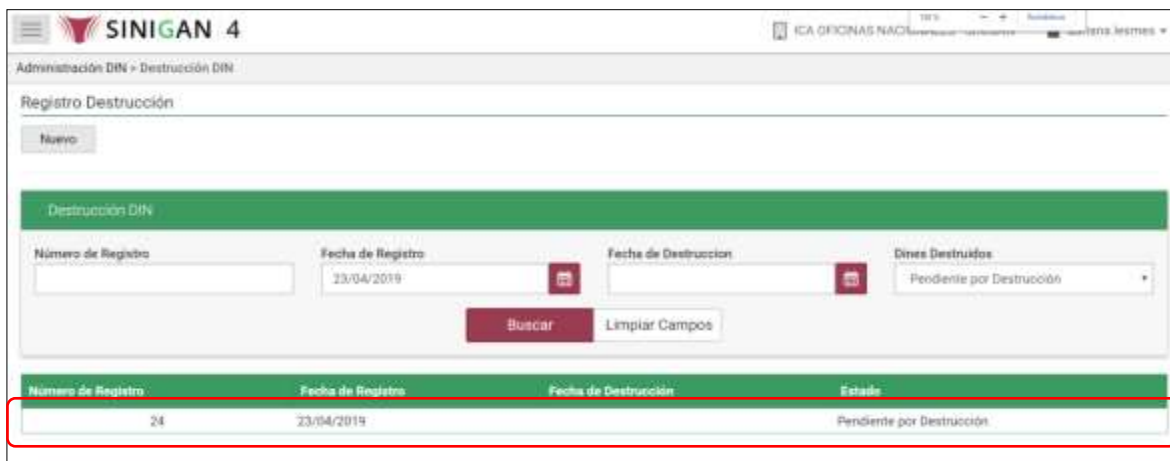 SINIGAN 4
ICA OFICINAS
Administración DIN > Destrucción DIN
Registro Destrucción
Nuevo
Destrucción DIN
Número de Registro Fecha de Registro Fecha de Destruccion Dines Destruidos
23/04/2019 Pendiente por Destrucción
Buscar Limpiar Campos
Número de Registro Fecha de Registro Fecha de Destrucción Estado
24 23/04/2019 Pendiente por Destrucción